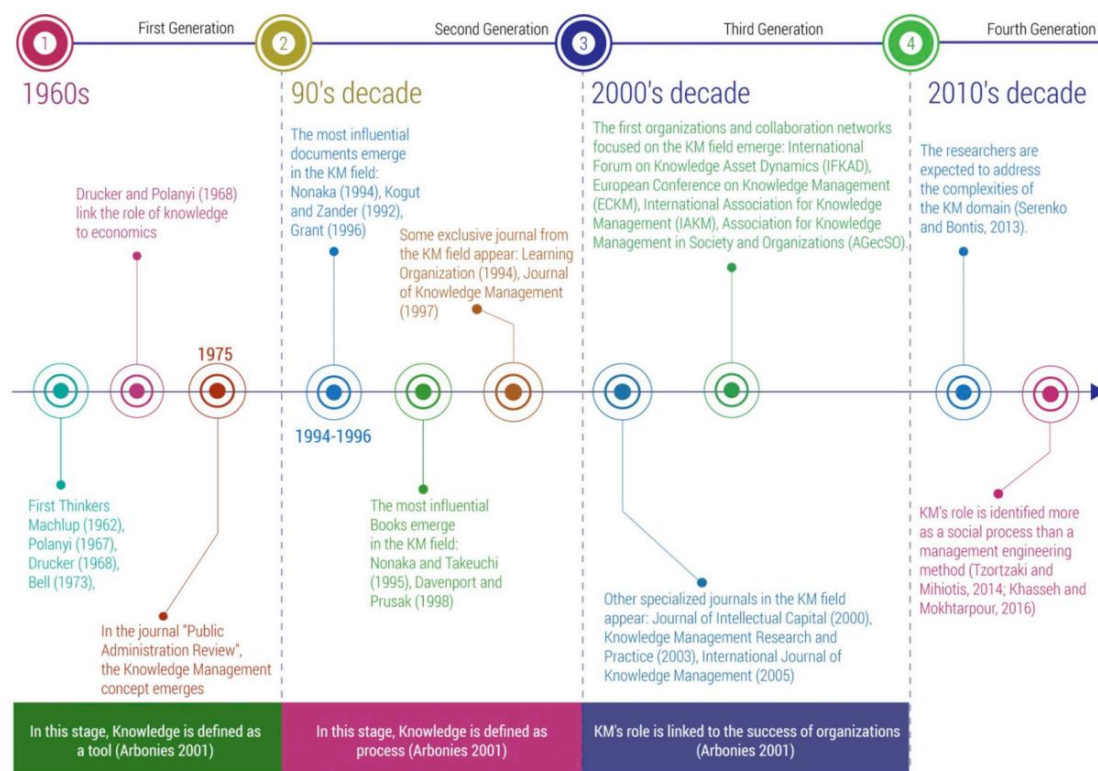 1
First Generation
2
Second Generation
3
Third Generation
4
Fourth Generation
1960s
90's decade
2000's decade
2010's decade
Drucker and Polanyi (1968)
link the role of knowledge
to economics
1975
First Thinkers
Machlup (1962),
Polanyi (1967),
Drucker (1968),
Bell (1973),
In the journal "Public
Administration Review",
the Knowledge Management
concept emerges
The most influential
documents emerge
in the KM field:
Nonaka (1994), Kogut
and Zander (1992),
Grant (1996)
Some exclusive journal from
the KM field appear: Learning
Organization (1994), Journal
of Knowledge Management
(1997)
1994-1996
The most influential
Books emerge
in the KM field:
Nonaka and Takeuchi
(1995), Davenport and
Prusak (1998)
The first organizations and collaboration networks
focused on the KM field emerge: International
Forum on Knowledge Asset Dynamics (IFKAD),
European Conference on Knowledge Management
(ECKM), International Association for Knowledge
Management (IAKM), Association for Knowledge
Management in Society and Organizations (AGecSO).
Other specialized journals in the KM field
appear: Journal of Intellectual Capital (2000),
Knowledge Management Research and
Practice (2003), International Journal of
Knowledge Management (2005)
The researchers are
expected to address
the complexities of
the KM domain (Serenko
and Bontis, 2013).
KM's role is identified more
as a social process than a
management engineering
method (Tzortzaki and
Mihiotis, 2014; Khasseh and
Mokhtarpour, 2016)
In this stage, Knowledge is defined as
a tool (Arbonies 2001)
In this stage, Knowledge is defined as
process (Arbonies 2001)
KM's role is linked to the success of organizations
(Arbonies 2001)